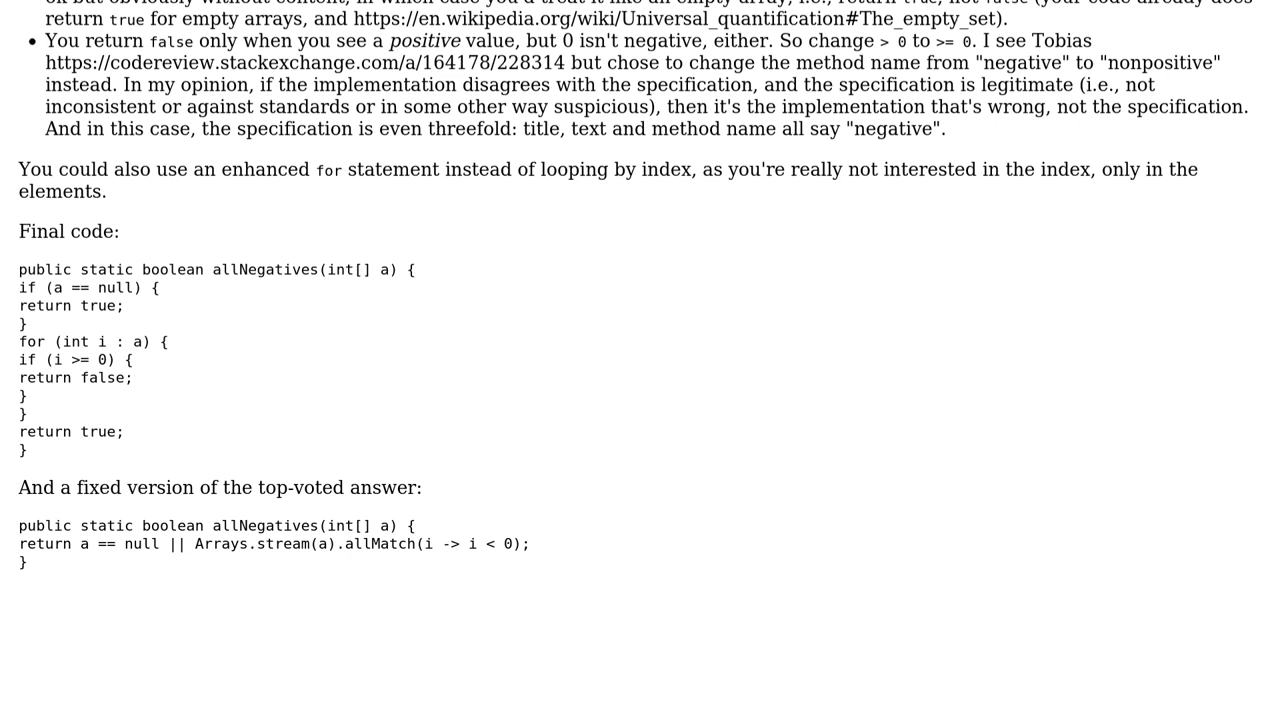 return true for empty arrays, and https://en.wikipedia.org/wiki/Universal_quantification#The_empty_set).
• You return false only when you see a positive value, but 0 isn't negative, either. So change > 0 to >= 0. I see Tobias
https://codereview.stackexchange.com/a/164178/228314 but chose to change the method name from "negative" to "nonpositive"
instead. In my opinion, if the implementation disagrees with the specification, and the specification is legitimate (i.e., not
inconsistent or against standards or in some other way suspicious), then it's the implementation that's wrong, not the specification.
And in this case, the specification is even threefold: title, text and method name all say "negative".
You could also use an enhanced for statement instead of looping by index, as you're really not interested in the index, only in the
elements.
Final code:
public static boolean allNegatives(int[] a) {
if (a == null) {
return true;
}
for (int i : a) {
if (i >= 0) {
return false;
}
}
return true;
}
And a fixed version of the top-voted answer:
public static boolean allNegatives(int[] a) {
return a == null || Arrays.stream(a).allMatch(i -> i < 0);
}